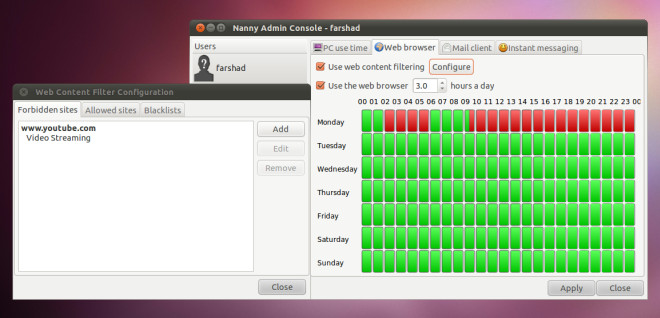 Nanny Admin Console - farshad
Users
farshad
PC use time
Web browser
Mail client
Instant messaging
Use web content filtering
Configure
Use the web browser 3.0 hours a day
00 01 02 03 04 05 06 07 08 09 10 11 12 13 14 15 16 17 18 19 20 21 22 23 00
Monday
Tuesday
Wednesday
Thursday
Friday
Saturday
Sunday
Apply
Close
Web Content Filter Configuration
Forbidden sites
Allowed sites
Blacklists
www.youtube.com
Video Streaming
Add
Edit
Remove
Close